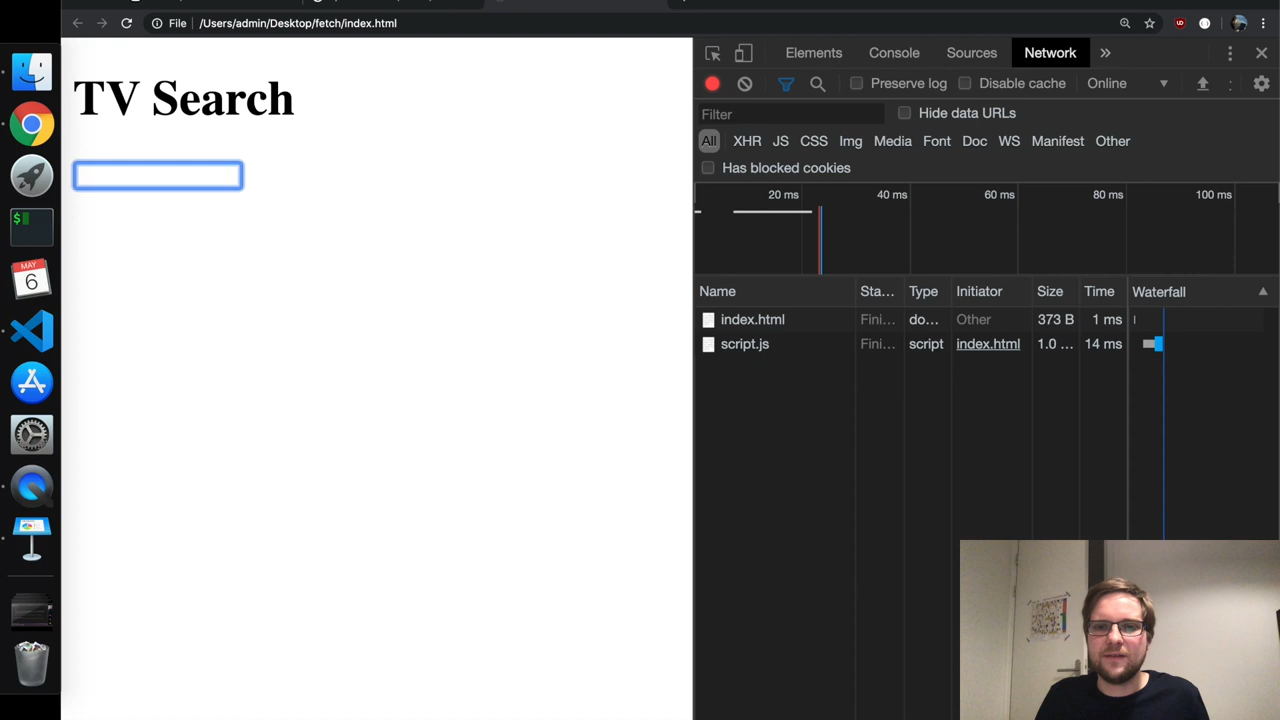 File
/Users/admin/Desktop/fetch/index.html
TV Search
Elements
Console
Sources
Network
»
Preserve log
Disable cache
Online
Filter
Hide data URLs
All
XHR
JS
CSS
Img
Media
Font
Doc
WS
Manifest
Other
Has blocked cookies
20 ms
40 ms
60 ms
80 ms
100 ms
Name
Sta...
Type
Initiator
Size
Time
Waterfall
index.html
Fini...
do...
Other
373 B
1 ms
script.js
Fini...
script
index.html
1.0 ...
14 ms
$
MAY
6